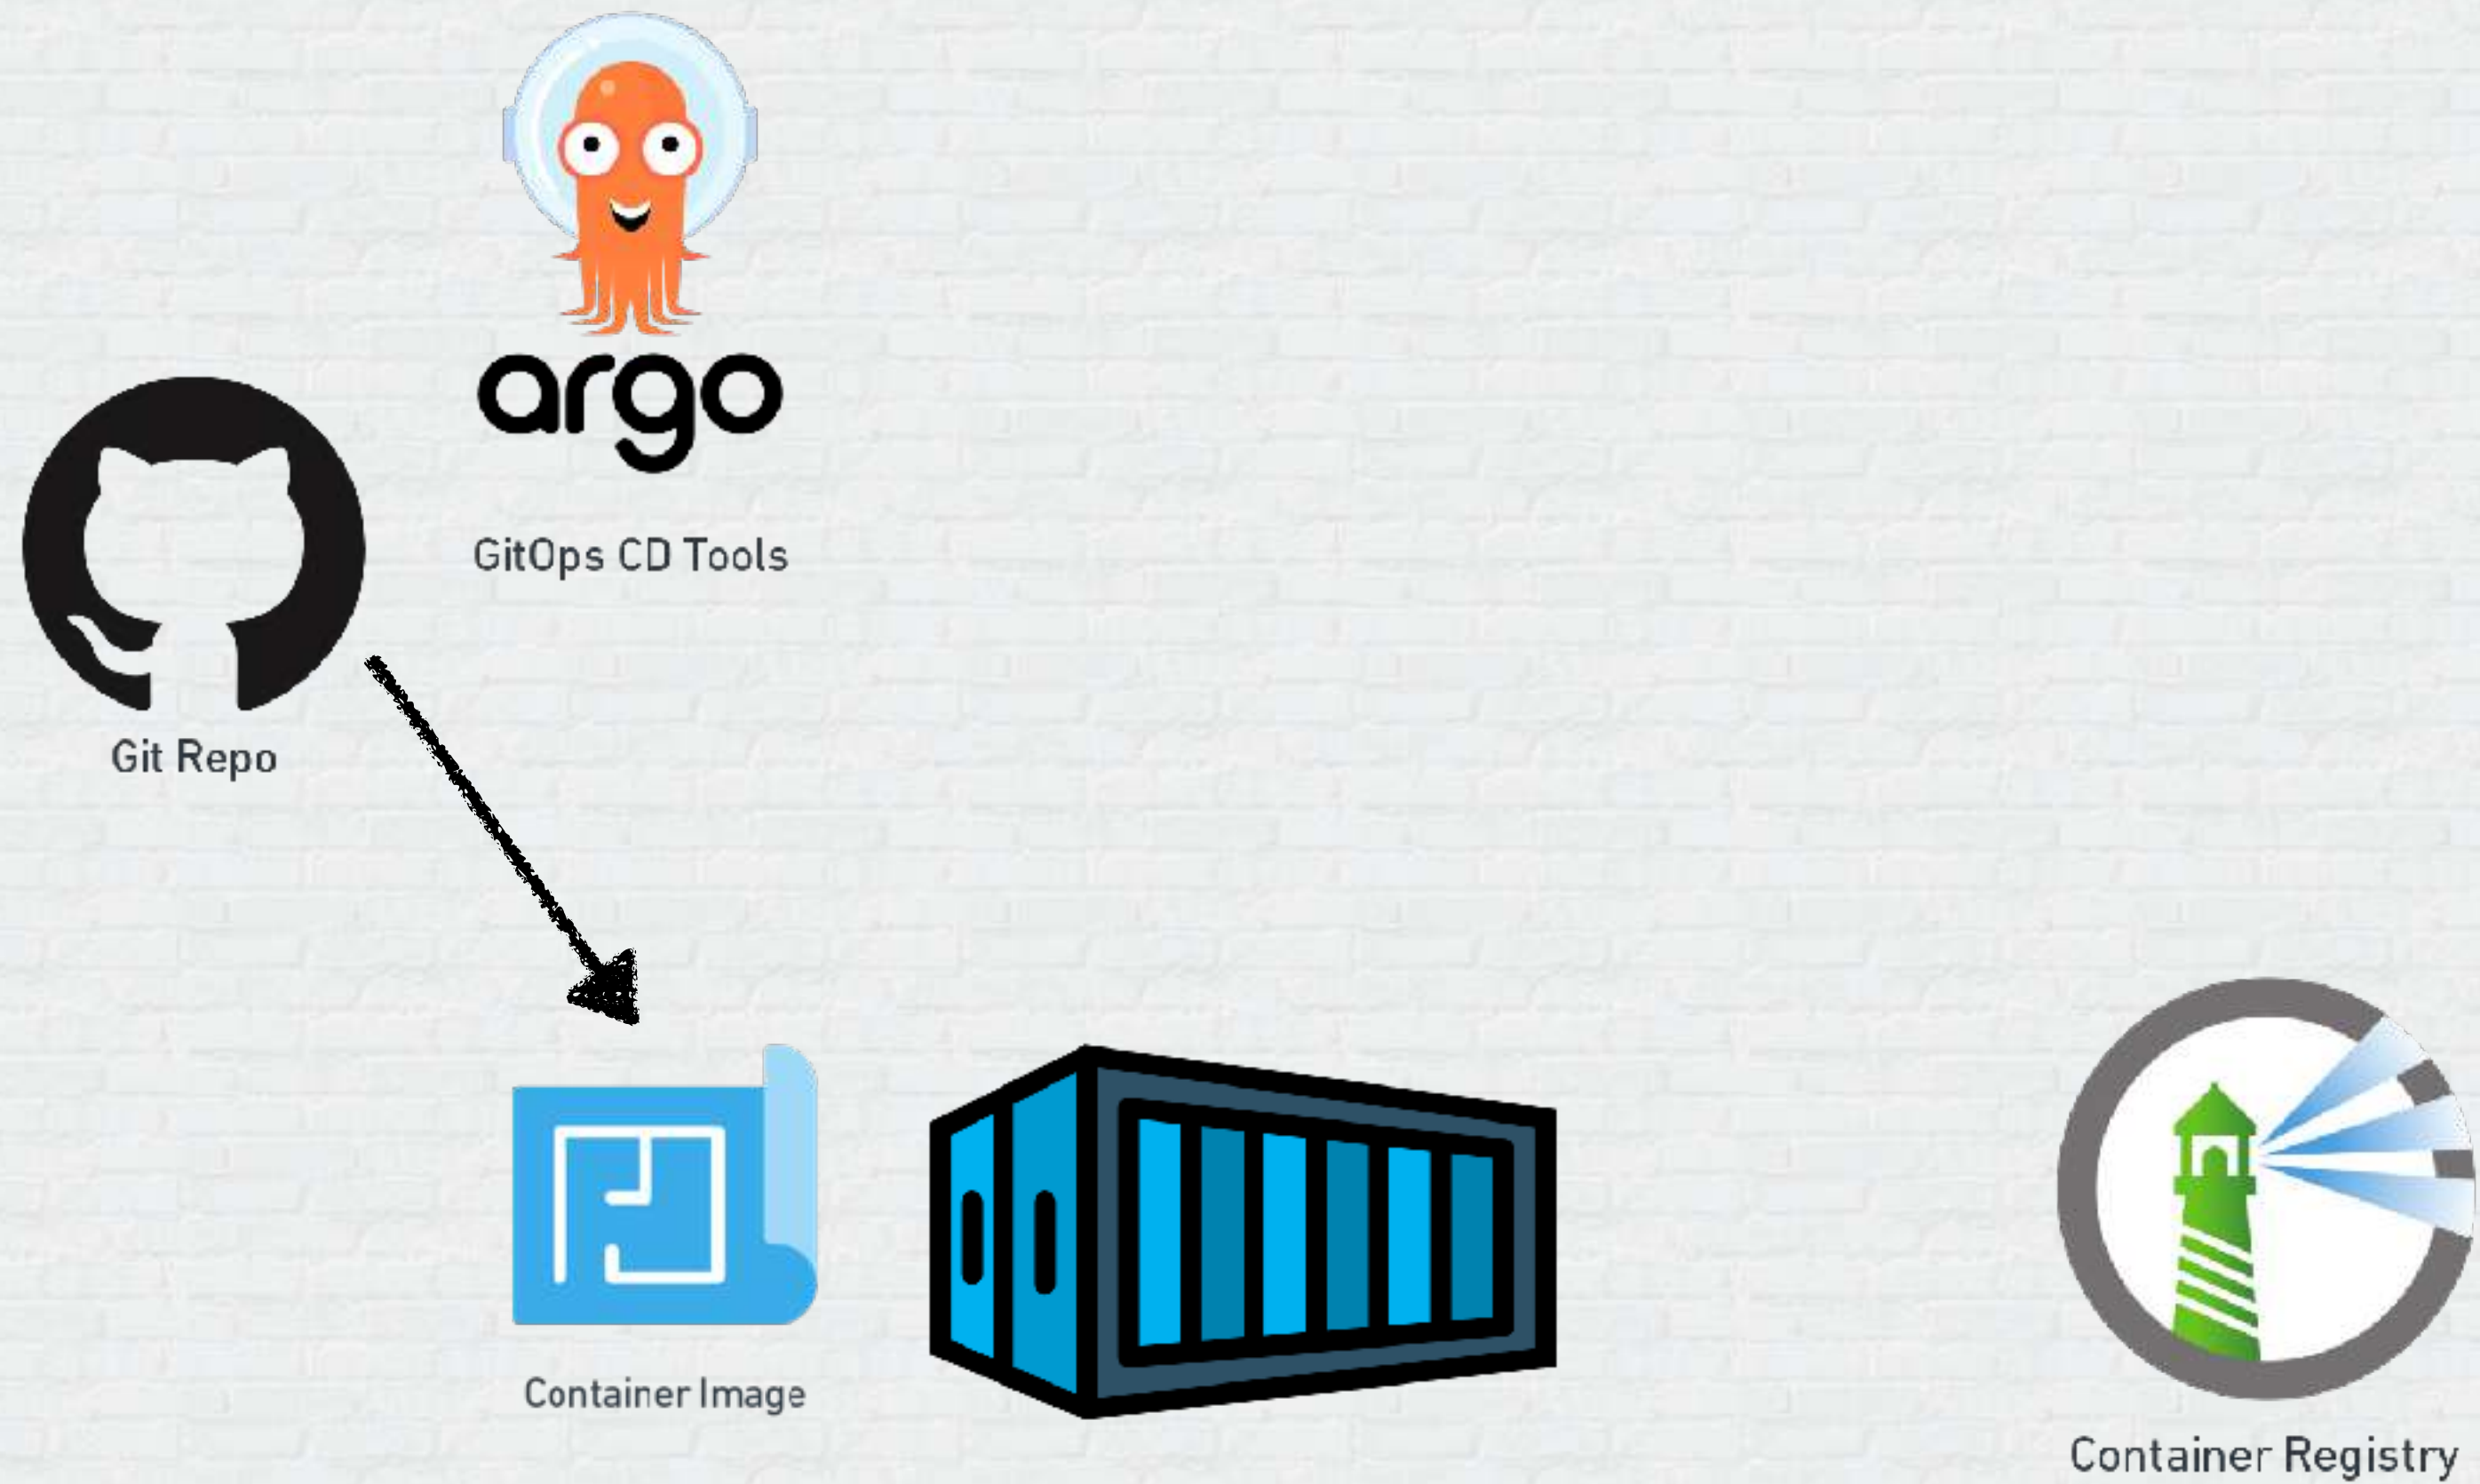 argo
GitOps CD Tools
Git Repo
Container Image
Container Registry